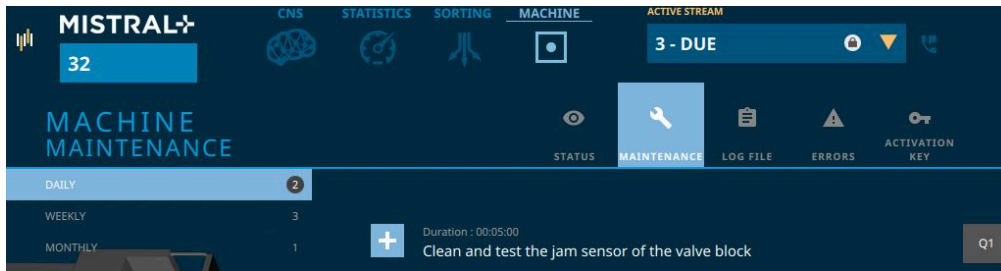 CNS STATISTICS SORTING MACHINE ACTIVE STREAM
MISTRAL+
32
3 - DUE
MACHINE
MAINTENANCE
STATUS MAINTENANCE LOG FILE ERRORS ACTIVATION KEY
DAILY 2
WEEKLY 3
MONTHLY 1
Duration : 00:05:00
Clean and test the jam sensor of the valve block
Q1